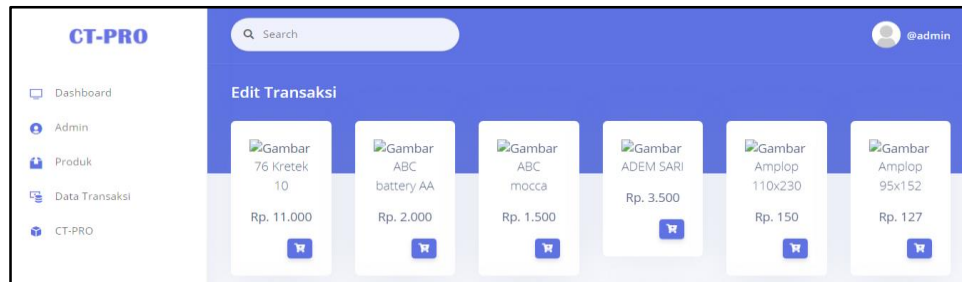 CT-PRO
Search
@admin
Dashboard
Admin
Produk
Data Transaksi
CT-PRO
Edit Transaksi
Gambar
76 Kretek
10
Rp. 11.000
Gambar
ABC
battery AA
Rp. 2.000
Gambar
ABC
mocca
Rp. 1.500
Gambar
ADEM SARI
Rp. 3.500
Gambar
Amplop
110x230
Rp. 150
Gambar
Amplop
95x152
Rp. 127